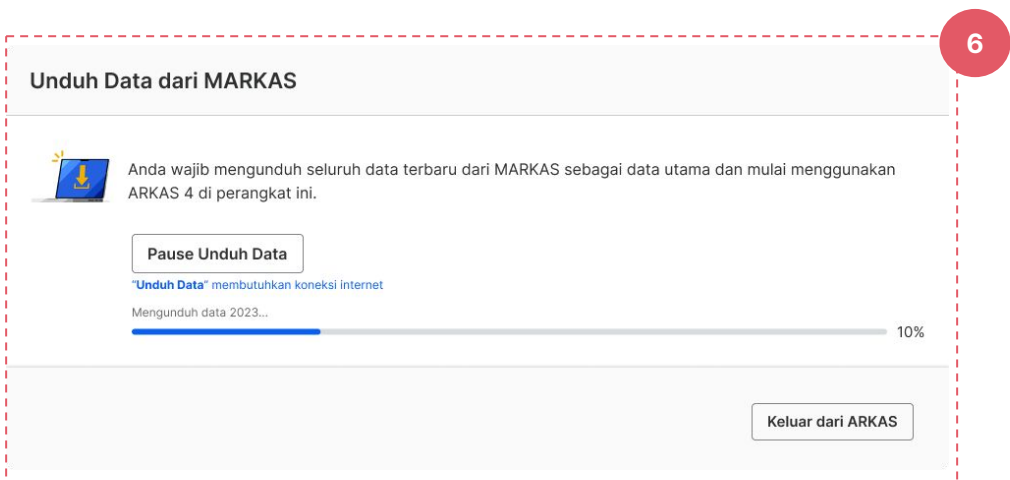 6
Unduh Data dari MARKAS
Anda wajib mengunduh seluruh data terbaru dari MARKAS sebagai data utama dan mulai menggunakan
ARKAS 4 di perangkat ini.
Pause Unduh Data
"Unduh Data" membutuhkan koneksi internet
Mengunduh data 2023...
10%
Keluar dari ARKAS